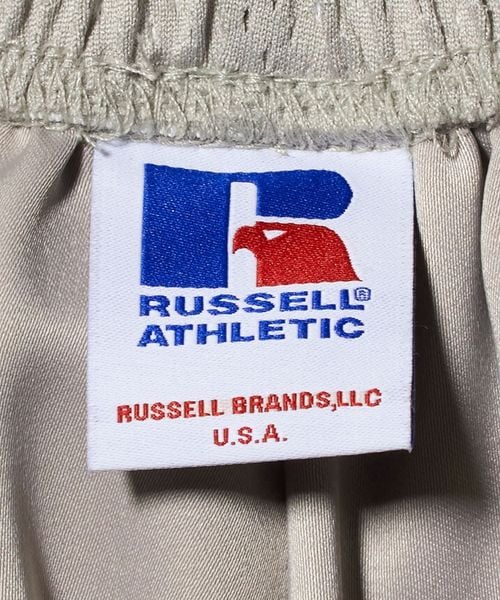 R
RUSSELL®
ATHLETIC
RUSSELL BRANDS,LLC
U.S.A.